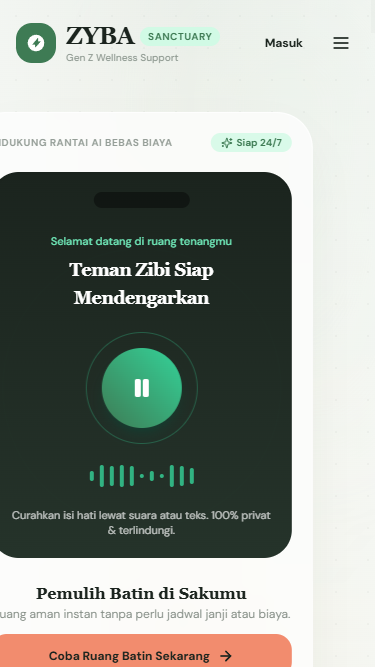 ZYBA SANCTUARY
Gen Z Wellness Support
Masuk
RANTAI AI BEBAS BIAYA
Siap 24/7
Selamat datang di ruang tenangmu
Teman Zibi Siap
Mendengarkan
Curahkan isi hati lewat suara atau teks. 100% privat
& terlindungi.
Pemulih Batin di Sakumu
aman instan tanpa perlu jadwal janji atau biaya.
Coba Ruang Batin Sekarang →